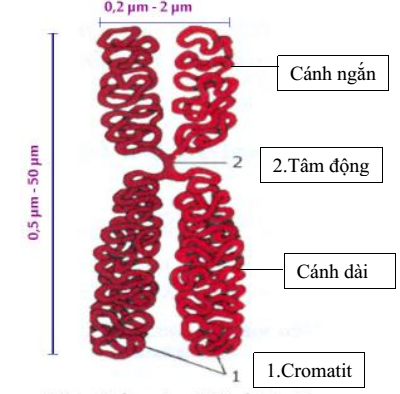 0,2 µm - 2 µm
Cánh ngắn
2
2.Tâm động
0,5 µm - 50 µm
Cánh dài
1
1.Cromatit